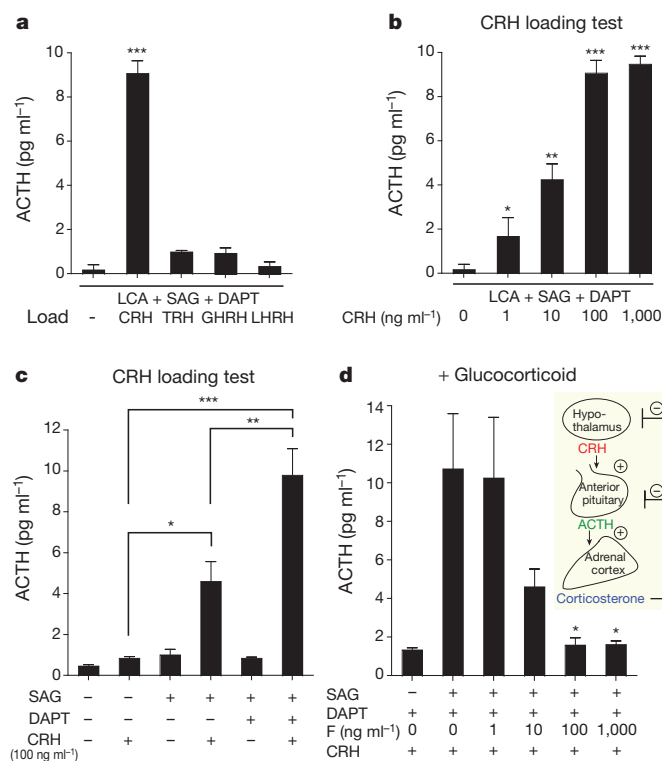 a
10
8
6
4
2
0
ACTH (pg ml⁻¹)
***
LCA + SAG + DAPT
Load - CRH TRH GHRH LHRH
b
CRH loading test
10
8
6
4
2
0
ACTH (pg ml⁻¹)
*
**
***
***
LCA + SAG + DAPT
CRH (ng ml⁻¹) 0 1 10 100 1,000
c
CRH loading test
12
10
8
6
4
2
0
ACTH (pg ml⁻¹)
***
**
*
SAG – – + + + +
DAPT – – – – + +
CRH – + – + – +
(100 ng ml⁻¹)
d
+ Glucocorticoid
14
12
10
8
6
4
2
0
ACTH (pg ml⁻¹)
*
*
SAG – + + + + +
DAPT + + + + + +
F (ng ml⁻¹) 0 0 1 10 100 1,000
CRH + + + + + +
Hypo-
thalamus
–
CRH
+
Anterior
pituitary
–
ACTH
+
Adrenal
cortex
Corticosterone